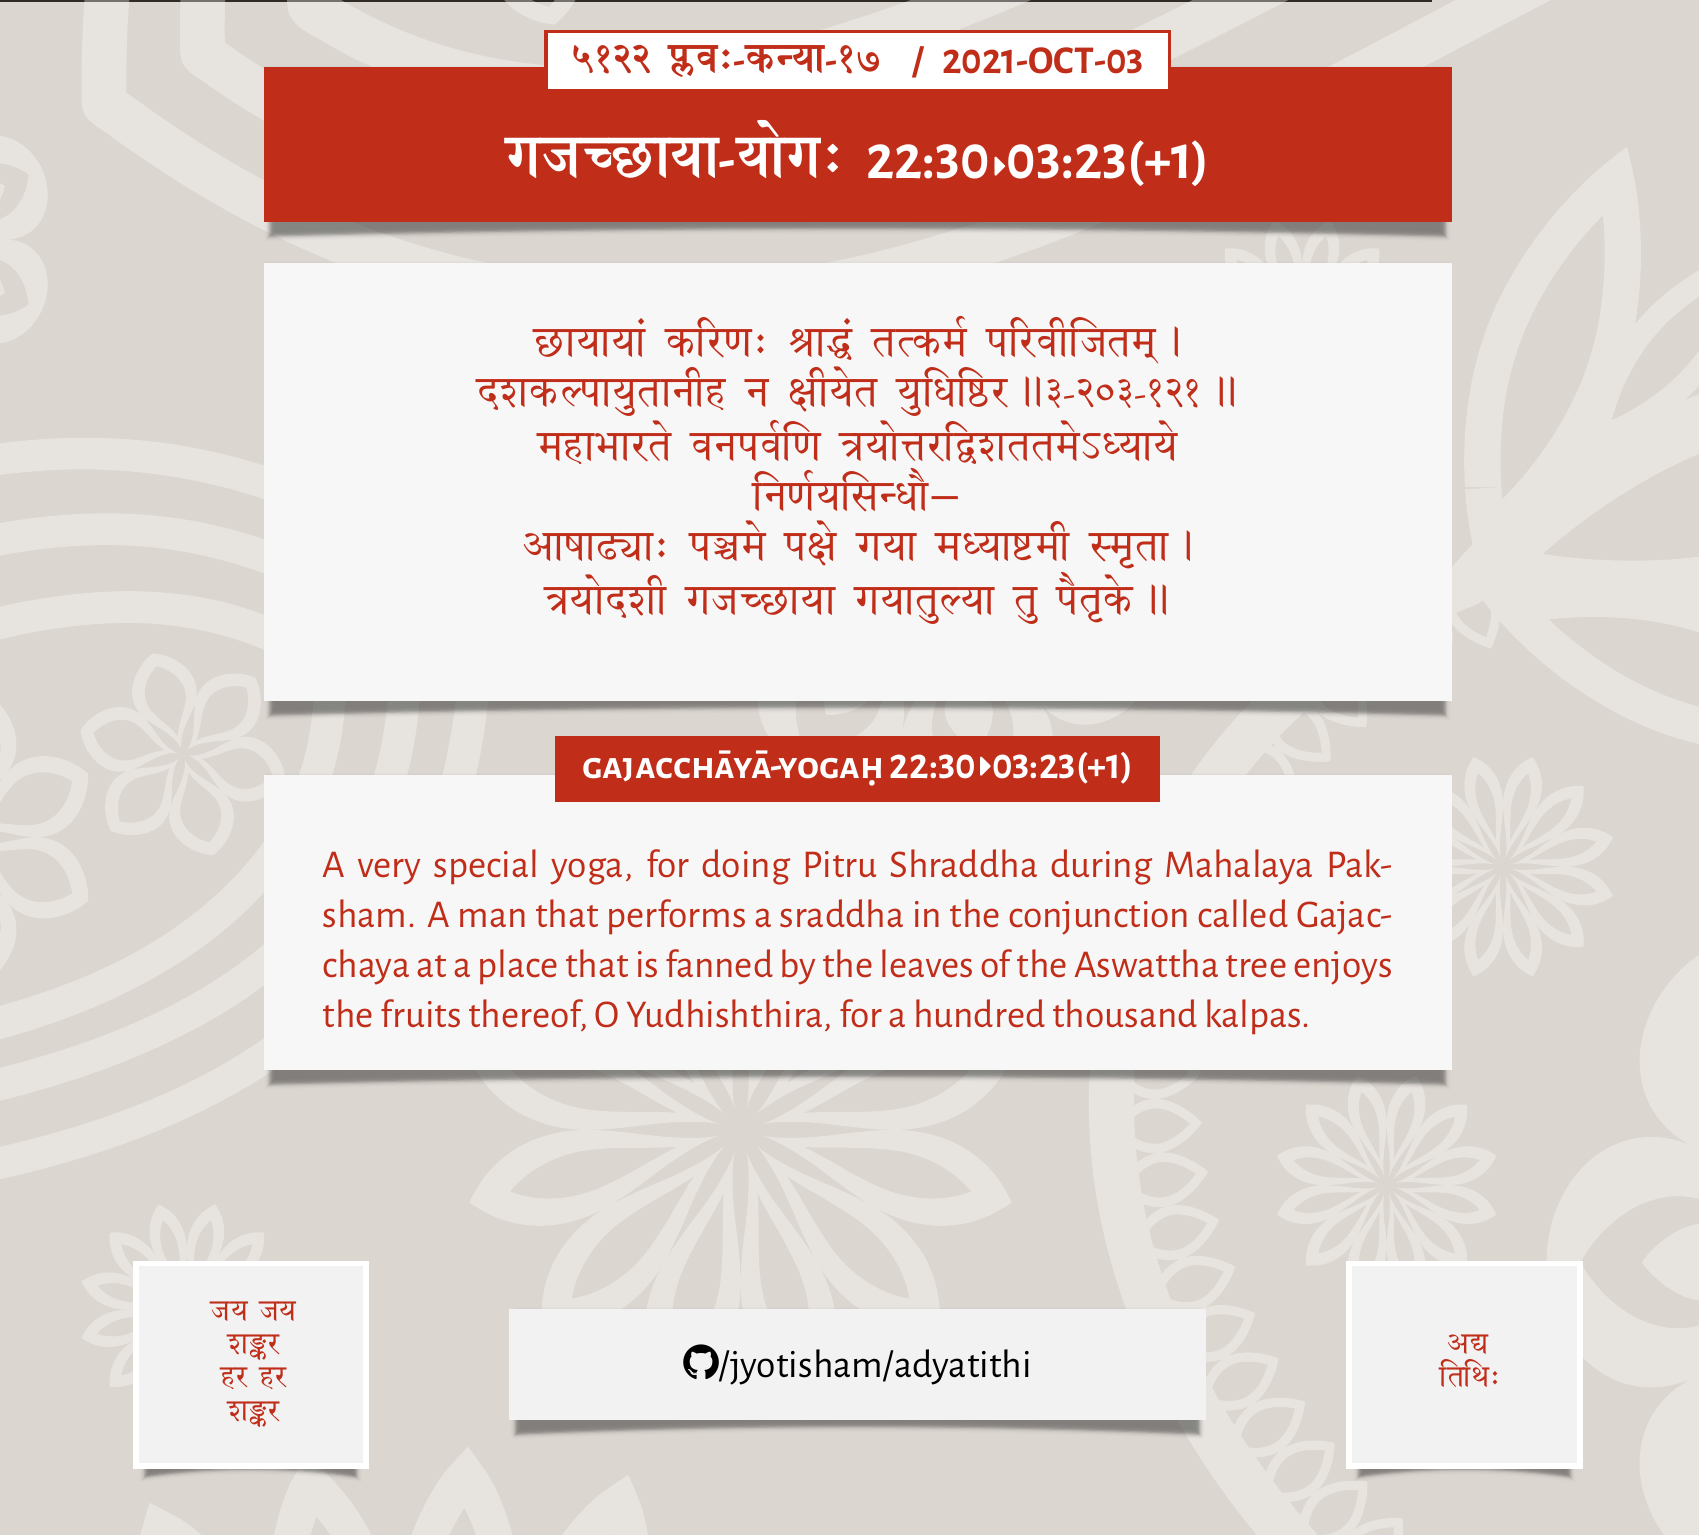 ५१२२ प्लवः-कन्या-१७ / 2021-OCT-03
गजच्छाया-योगः 22:30▸03:23(+1)
छायायां करिणः श्राद्धं तत्कर्म परिवीजितम् ।
दशकल्पायुतानीह न क्षीयेत युधिष्ठिर ॥३-२०३-१२१ ॥
महाभारते वनपर्वणि त्रयोत्तरद्विशततमेऽध्याये
निर्णयसिन्धौ—
आषाढ्याः पञ्चमे पक्षे गया मध्याष्टमी स्मृता ।
त्रयोदशी गजच्छाया गयातुल्या तु पैतृके ॥
GAJACCHĀYĀ-YOGAḤ 22:30▸03:23(+1)
A very special yoga, for doing Pitru Shraddha during Mahalaya Pak-
sham. A man that performs a sraddha in the conjunction called Gajac-
chaya at a place that is fanned by the leaves of the Aswattha tree enjoys
the fruits thereof, O Yudhishthira, for a hundred thousand kalpas.
जय जय
शङ्कर
हर हर
शङ्कर
/jyotisham/adyatithi
अद्य
तिथिः